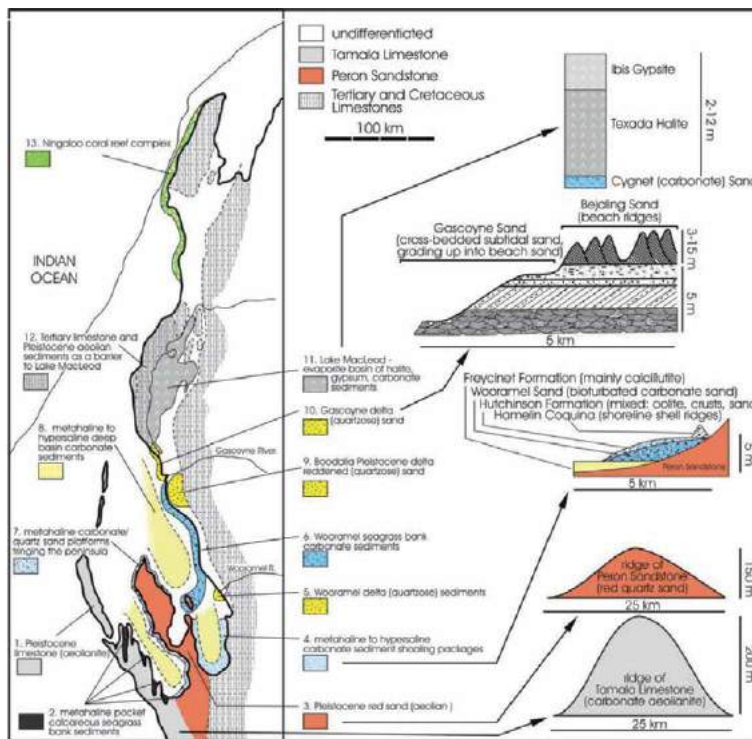 undifferentiated
Tamala Limestone
Peron Sandstone
Tertiary and Cretaceous
Limestones
100 km
13. Ningaloo coral reef complex
INDIAN
OCEAN
12. Tertiary limestone and
Pleistocene aeolian
sediments as a barrier
to Lake MacLeod
8. metahaline to
hypersaline deep
basin carbonate
sediments
7. metahaline carbonate/
quartz sand platforms
fringing the peninsula
1. Pleistocene
limestone (aeolianite)
2. metahaline pocket
calcareous seagrass
bank sediments
Gascoyne River
Wooramel R.
11. Lake MacLeod -
evaporite basin of halite,
gypsum, carbonate
sediments
10. Gascoyne delta
(quartzose) sand
9. Boodalia Pleistocene delta
reddened (quartzose) sand
6. Wooramel seagrass bank
carbonate sediments
5. Wooramel delta (quartzose) sediments
4. metahaline to hypersaline
carbonate sediment shoaling packages
3. Pleistocene red sand (aeolian )
Ibis Gypsite
Texada Halite
Cygnet (carbonate) Sand
2-12 m
Bejaling Sand
(beach ridges)
Gascoyne Sand
(cross-bedded subtidal sand,
grading up into beach sand)
3-15 m
5 m
5 km
Freycinet Formation (mainly calcilutite)
Wooramel Sand (bioturbated carbonate sand)
Hutchinson Formation (mixed: oolite, crusts, sand
Hamelin Coquina (shoreline shell ridges)
Peron Sandstone
5 km
ridge of
Peron Sandstone
(red quartz sand)
150 m
25 km
ridge of
Tamala Limestone
(carbonate aeolianite)
200 m
25 km